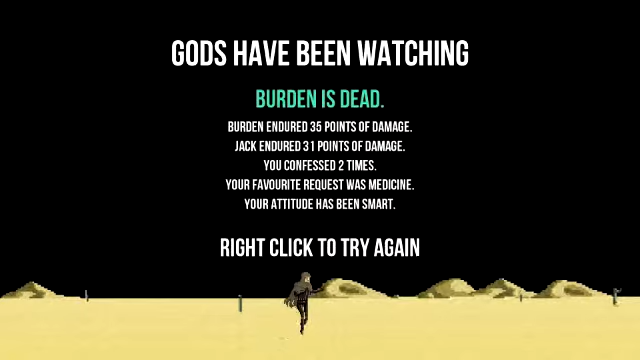 GODS HAVE BEEN WATCHING
BURDEN IS DEAD.
BURDEN ENDURED 35 POINTS OF DAMAGE.
JACK ENDURED 31 POINTS OF DAMAGE.
YOU CONFESSED 2 TIMES.
YOUR FAVOURITE REQUEST WAS MEDICINE.
YOUR ATTITUDE HAS BEEN SMART.
RIGHT CLICK TO TRY AGAIN